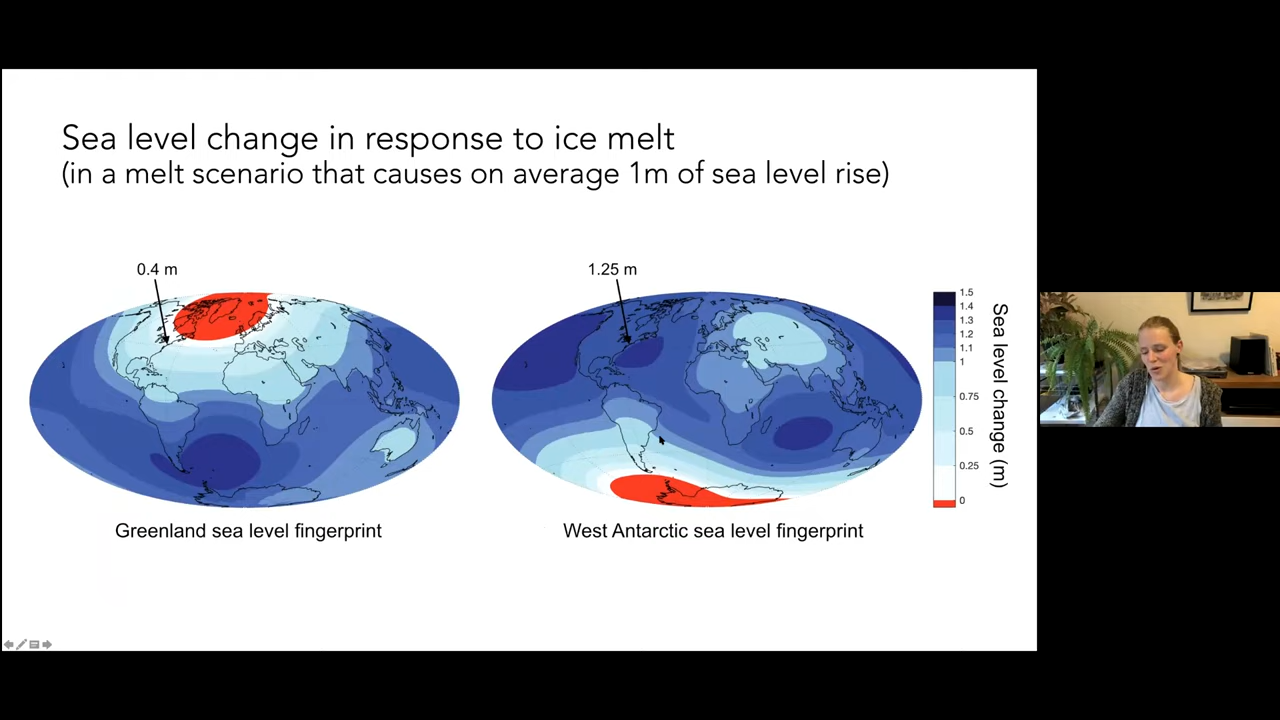 Sea level change in response to ice melt
(in a melt scenario that causes on average 1m of sea level rise)
0.4 m
1.25 m
1.5
1.4
1.3
1.2
1.1
1
0.75
0.5
0.25
0
Sea level change (m)
Greenland sea level fingerprint
West Antarctic sea level fingerprint